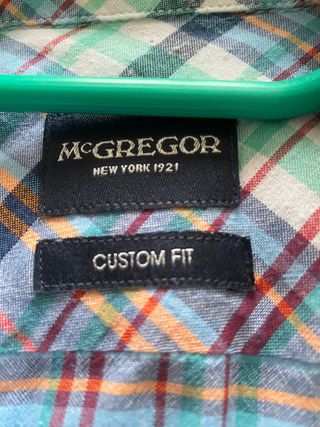 McGREGOR
NEW YORK 1921
CUSTOM FIT